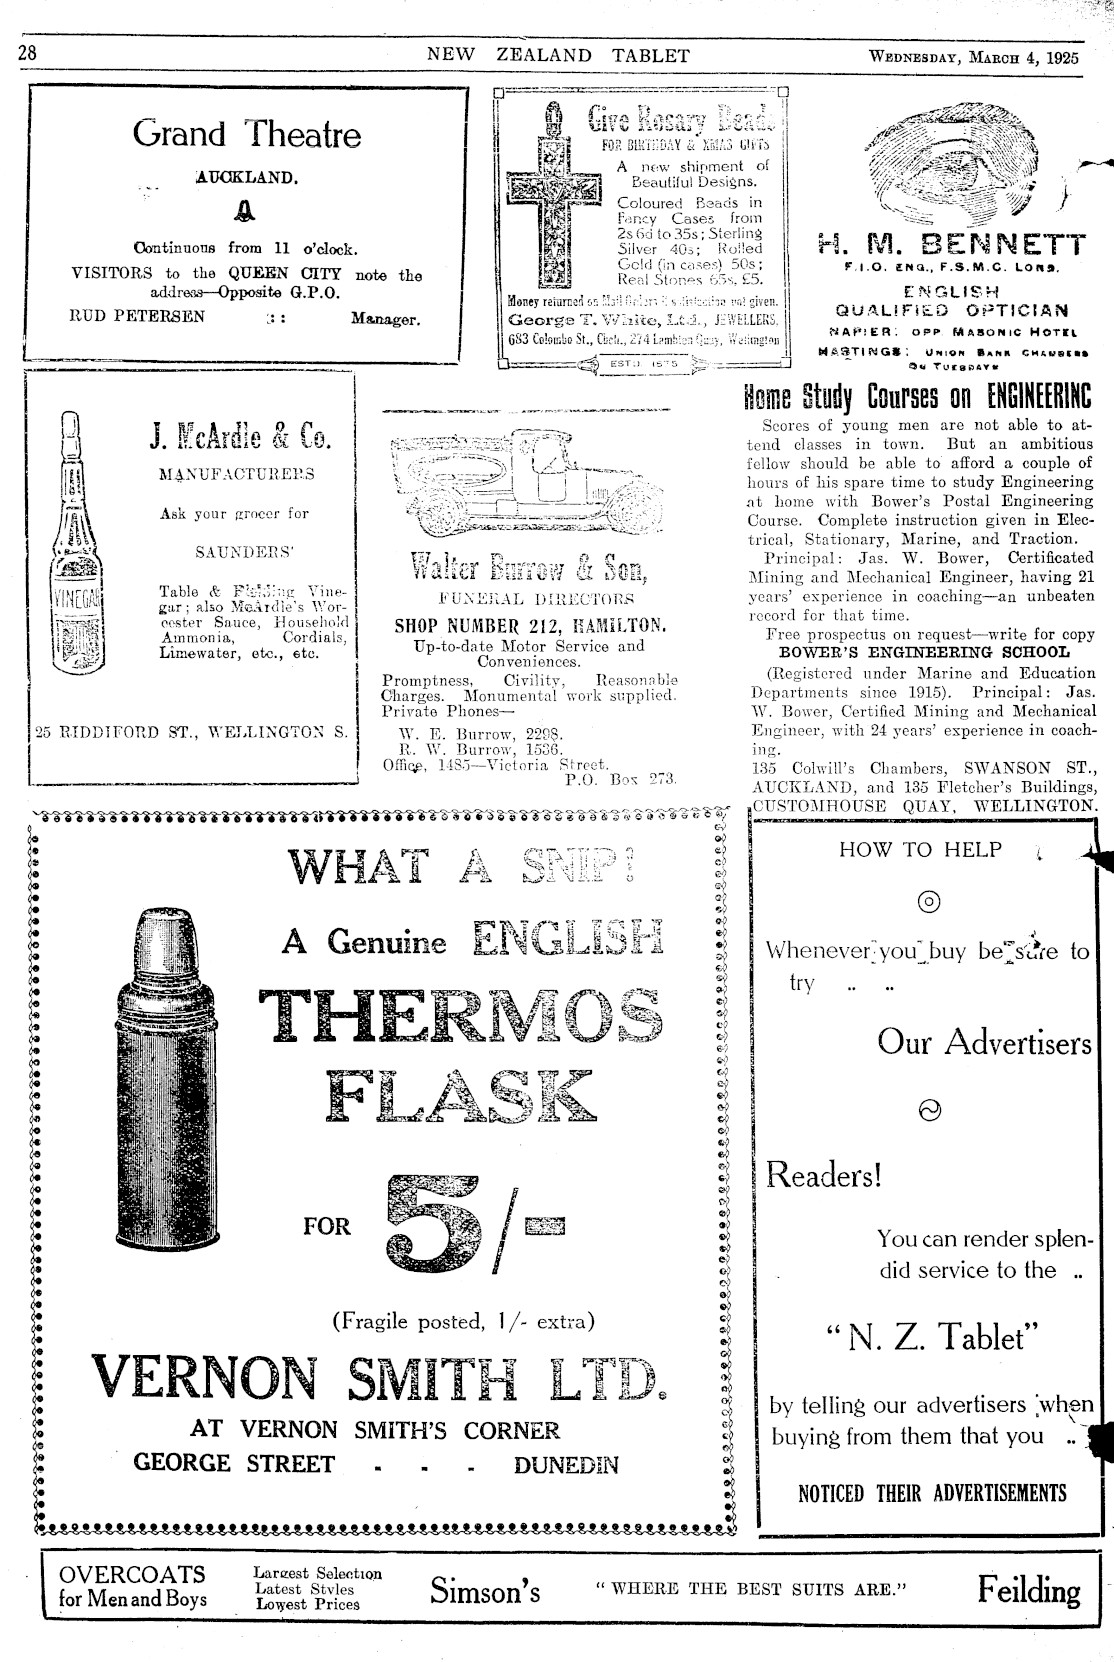 28
NEW ZEALAND TABLET
WEDNESDAY, MARCH 4, 1925
Grand Theatre
AUCKLAND.
Continuous from 11 o'clock.
VISITORS to the QUEEN CITY note the
address—Opposite G.P.O.
RUD PETERSEN : : Manager.
Give Rosary Beads
FOR BIRTHDAY & XMAS GIFTS
A new shipment of
Beautiful Designs.
Coloured Beads in
Fancy Cases from
2s 6d to 35s; Sterling
Silver 40s; Rolled
Gold (in cases) 50s;
Real Stones 65s, £5.
Money returned on Mail Orders if satisfaction not given.
George T. White, Ltd., JEWELLERS,
683 Colombo St., Chch., 274 Lambton Quay, Wellington
ESTD 1875
H. M. BENNETT
F.I.O. ENG., F.S.M.C. LOND.
ENGLISH
QUALIFIED OPTICIAN
NAPIER: OPP MASONIC HOTEL
HASTINGS: UNION BANK CHAMBERS
ON TUESDAYS
J. McArdle & Co.
MANUFACTURERS
Ask your grocer for
SAUNDERS'
Table & Pickling Vine-
gar; also McArdle's Wor-
cester Sauce, Household
Ammonia, Cordials,
Limewater, etc., etc.
VINEGAR
25 RIDDIFORD ST., WELLINGTON S.
Walter Burrow & Son,
FUNERAL DIRECTORS
SHOP NUMBER 212, HAMILTON.
Up-to-date Motor Service and
Conveniences.
Promptness, Civility, Reasonable
Charges. Monumental work supplied.
Private Phones—
W. E. Burrow, 2298.
R. W. Burrow, 1536.
Office, 1485—Victoria Street.
P.O. Box 273.
Home Study Courses on ENGINEERING
Scores of young men are not able to at-
tend classes in town. But an ambitious
fellow should be able to afford a couple of
hours of his spare time to study Engineering
at home with Bower's Postal Engineering
Course. Complete instruction given in Elec-
trical, Stationary, Marine, and Traction.
Principal: Jas. W. Bower, Certificated
Mining and Mechanical Engineer, having 21
years' experience in coaching—an unbeaten
record for that time.
Free prospectus on request—write for copy
BOWER'S ENGINEERING SCHOOL
(Registered under Marine and Education
Departments since 1915). Principal: Jas.
W. Bower, Certified Mining and Mechanical
Engineer, with 24 years' experience in coach-
ing.
135 Colwill's Chambers, SWANSON ST.,
AUCKLAND, and 135 Fletcher's Buildings,
CUSTOMHOUSE QUAY, WELLINGTON.
WHAT A SNIP!
A Genuine ENGLISH
THERMOS
FLASK
FOR 5/-
(Fragile posted, 1/- extra)
VERNON SMITH LTD.
AT VERNON SMITH'S CORNER
GEORGE STREET - - - DUNEDIN
HOW TO HELP
Whenever you buy be sure to
try .. ..
Our Advertisers
Readers!
You can render splen-
did service to the ..
"N. Z. Tablet"
by telling our advertisers when
buying from them that you ..
NOTICED THEIR ADVERTISEMENTS
OVERCOATS
for Men and Boys
Largest Selection
Latest Styles
Lowest Prices
Simson's
"WHERE THE BEST SUITS ARE."
Feilding